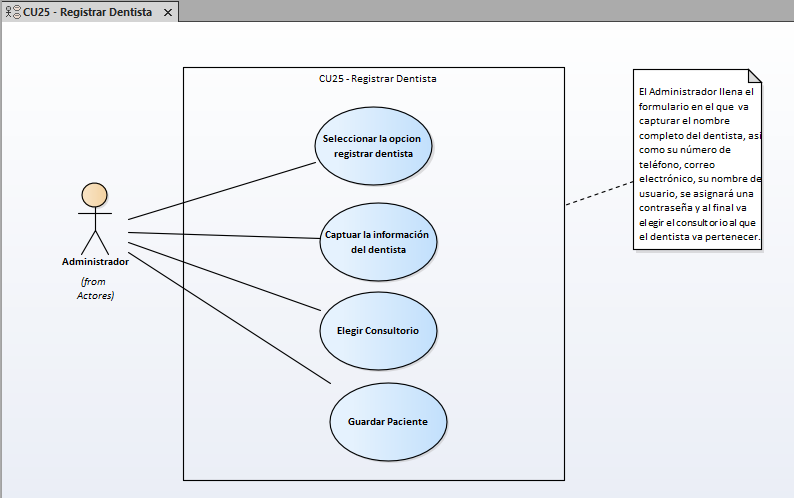 CU25 - Registrar Dentista
CU25 - Registrar Dentista
Seleccionar la opcion
registrar dentista
Captuar la información
del dentista
Elegir Consultorio
Guardar Paciente
Administrador
(from
Actores)
El Administrador llena el
formulario en el que va
capturar el nombre
completo del dentista, asi
como su número de
teléfono, correo
electrónico, su nombre de
usuario, se asignará una
contraseña y al final va
elegir el consultorio al que
el dentista va pertenecer.